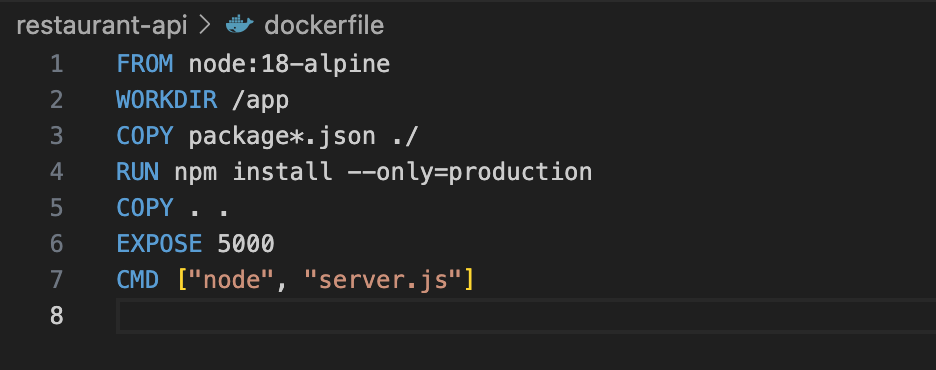 restaurant-api > dockerfile
1 FROM node:18-alpine
2 WORKDIR /app
3 COPY package*.json ./
4 RUN npm install --only=production
5 COPY . .
6 EXPOSE 5000
7 CMD ["node", "server.js"]
8